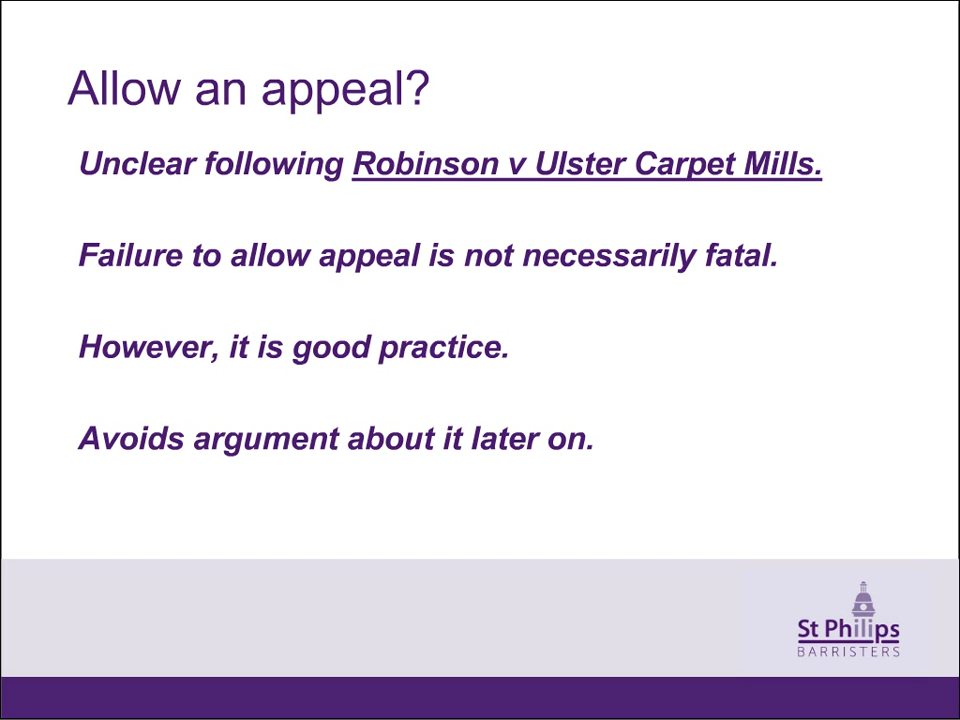 Allow an appeal?
Unclear following Robinson v Ulster Carpet Mills.
Failure to allow appeal is not necessarily fatal.
However, it is good practice.
Avoids argument about it later on.
St Philips
BARRISTERS